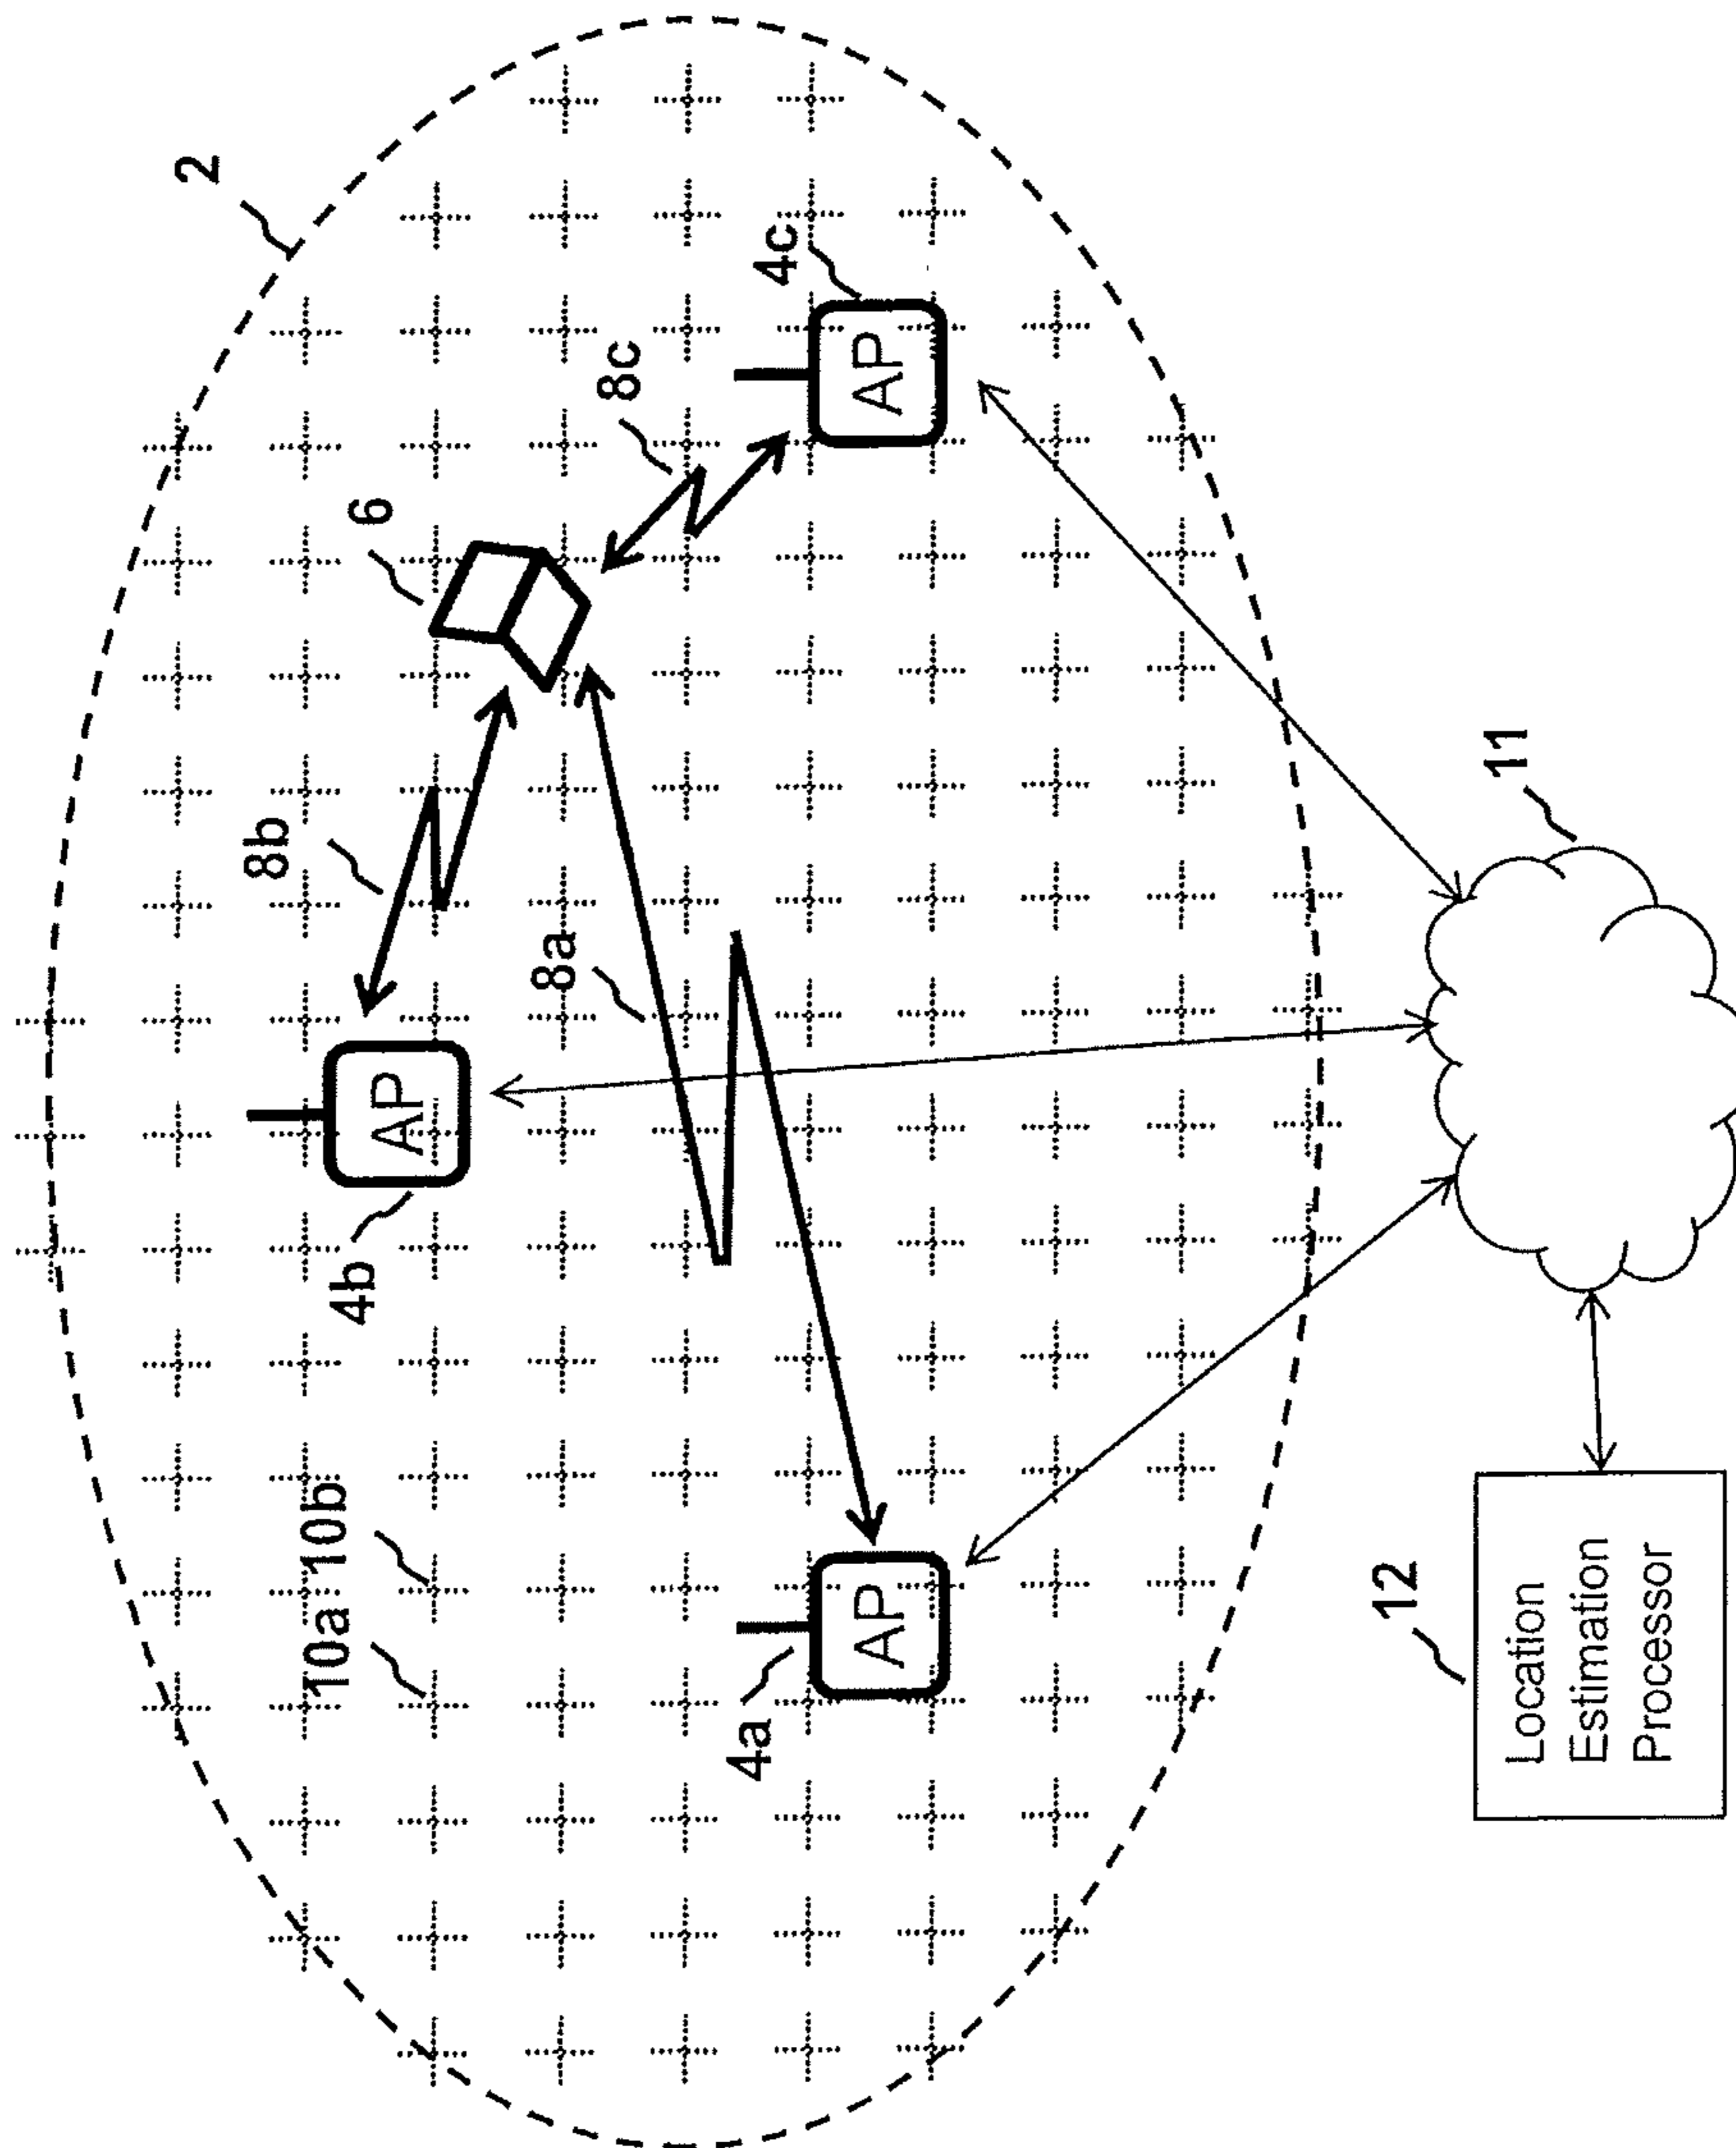 2
6
4c
8c
8b
AP
8a
AP
4b
11
10a 10b
AP
4a
12
Location
Estimation
Processor